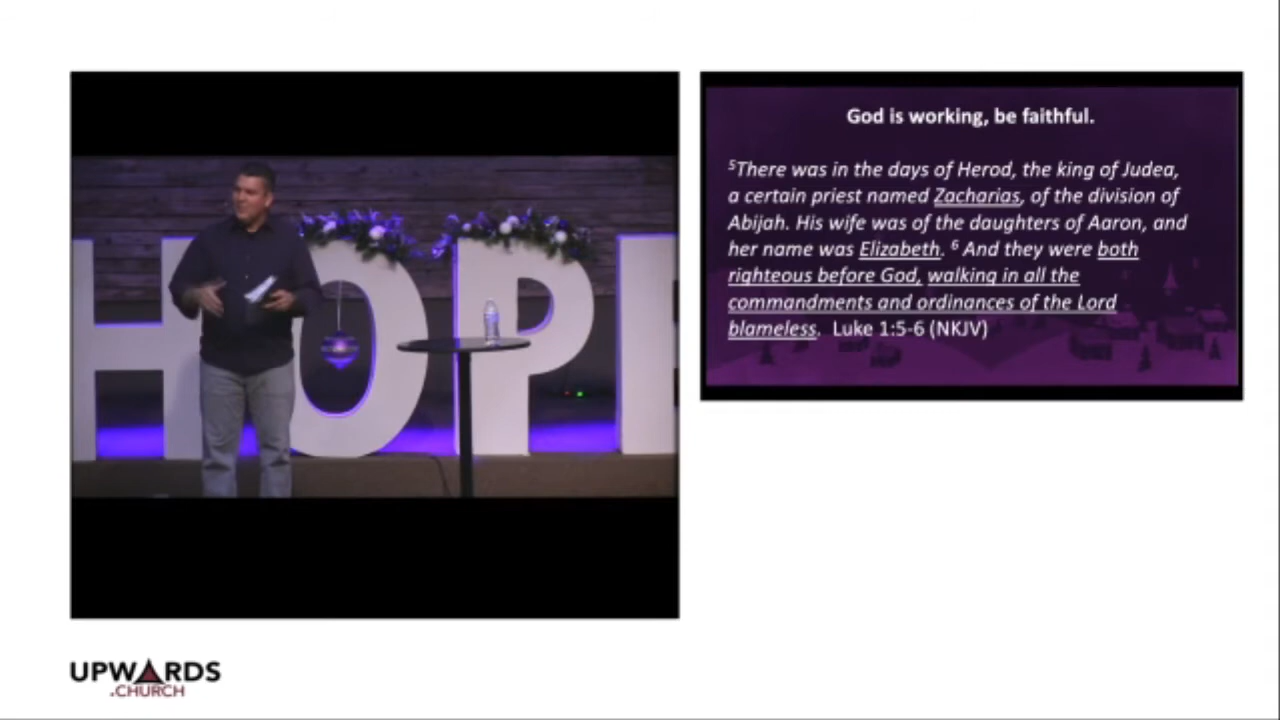 HOP
God is working, be faithful.
⁵There was in the days of Herod, the king of Judea,
a certain priest named Zacharias, of the division of
Abijah. His wife was of the daughters of Aaron, and
her name was Elizabeth. ⁶ And they were both
righteous before God, walking in all the
commandments and ordinances of the Lord
blameless. Luke 1:5-6 (NKJV)
UPWARDS
.CHURCH